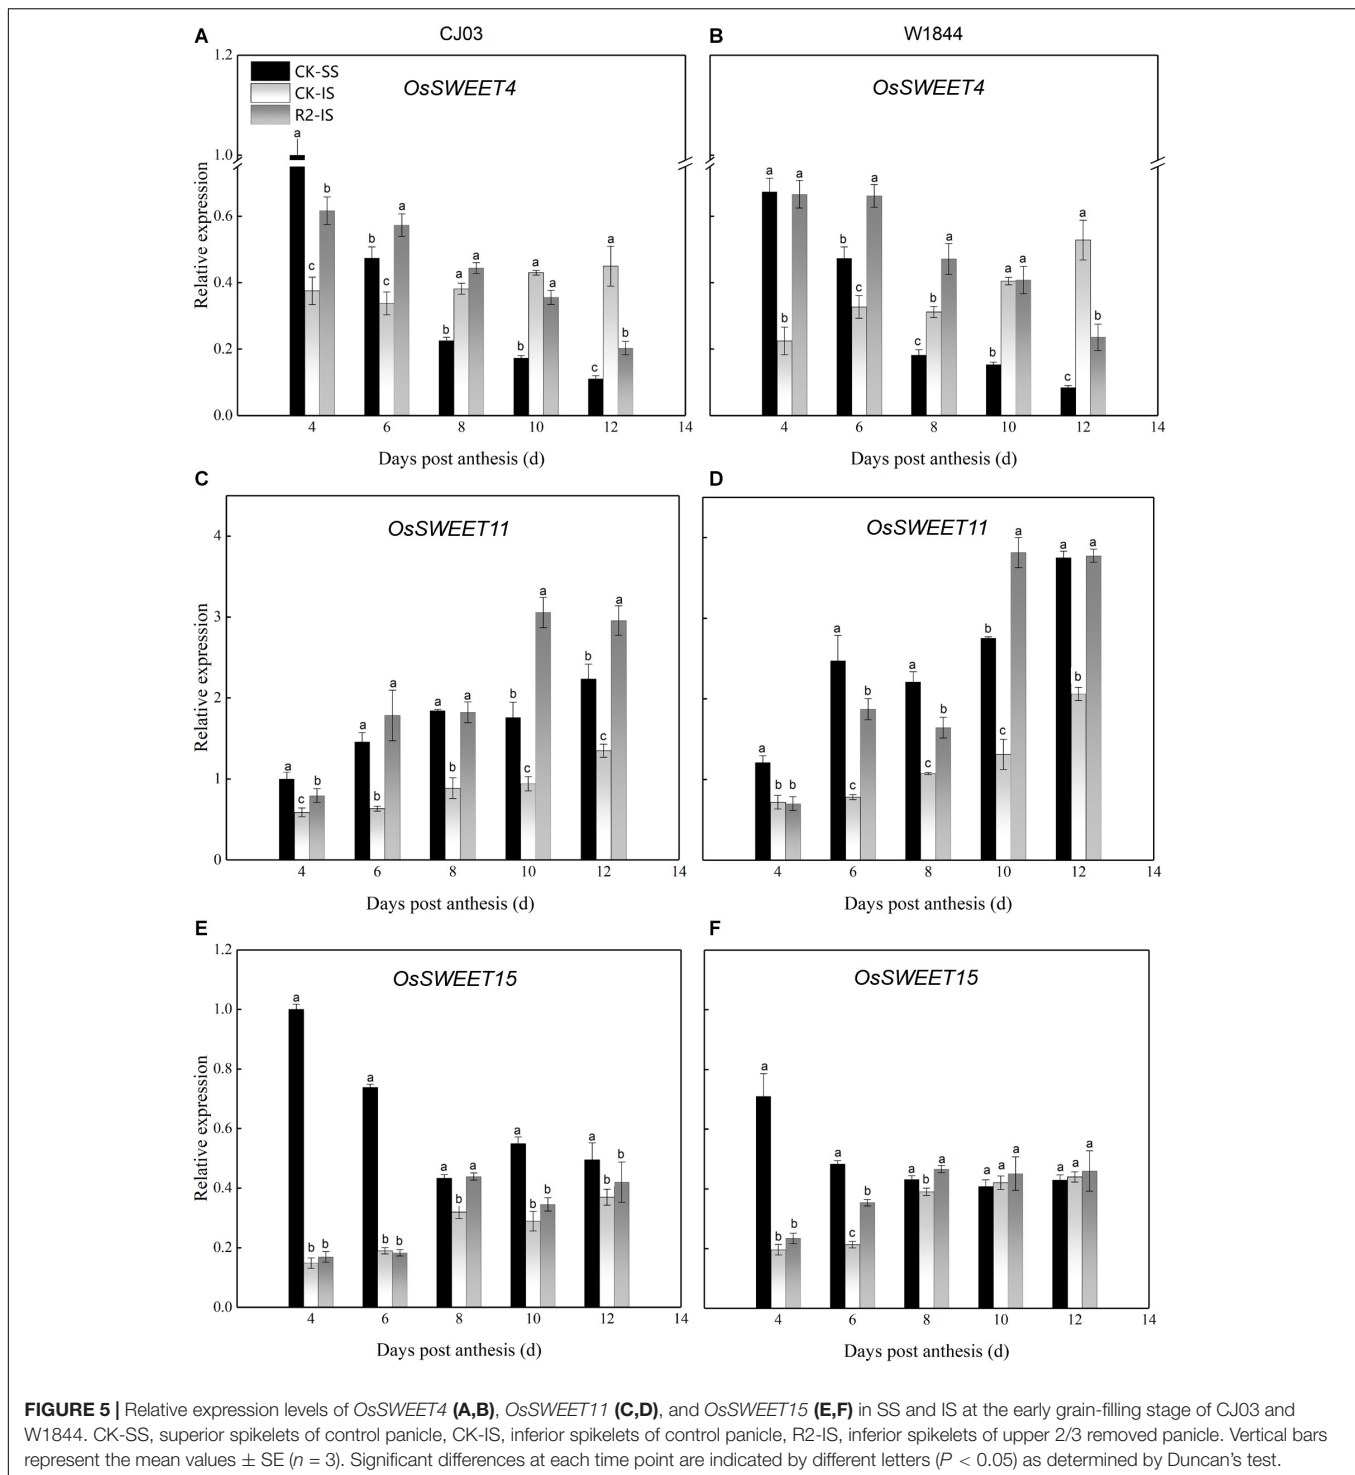 A CJ03 B W1844
1.2
CK-SS
CK-IS
R2-IS
OsSWEET4 OsSWEET4
a
1.0
a a a
b a
0.6
a
b b a
a
c c a a a a a a
0.4
c b
b
b b
b
0.2
b b
c c
0.0
Relative expression
4 6 8 10 12 14 4 6 8 10 12 14
Days post anthesis (d) Days post anthesis (d)
C D
OsSWEET11 OsSWEET11
4
a a a
a a
3
b
a
b a
a a a
2
a b b b
b
a
1
a b c b b c c c
c b b b c c
0
Relative expression
4 6 8 10 12 14 4 6 8 10 12 14
Days post anthesis (d) Days post anthesis (d)
E F
1.2
OsSWEET15 OsSWEET15
a
1.0
0.8
a
a
0.6
a a a
a a b b b b
0.4
a b a b a a a a a a a
b b b b
0.2
b b b b b b c
0.0
Relative expression
4 6 8 10 12 14 4 6 8 10 12 14
Days post anthesis (d) Days post anthesis (d)
FIGURE 5 | Relative expression levels of OsSWEET4 (A,B), OsSWEET11 (C,D), and OsSWEET15 (E,F) in SS and IS at the early grain-filling stage of CJ03 and
W1844. CK-SS, superior spikelets of control panicle, CK-IS, inferior spikelets of control panicle, R2-IS, inferior spikelets of upper 2/3 removed panicle. Vertical bars
represent the mean values ± SE (n = 3). Significant differences at each time point are indicated by different letters (P < 0.05) as determined by Duncan's test.